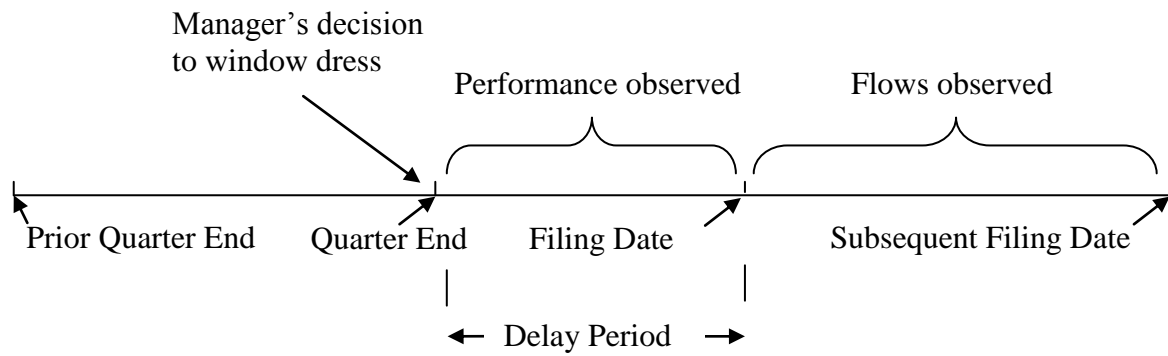 Manager’s decision
to window dress
Performance observed
Flows observed
Prior Quarter End
Quarter End
Filing Date
Subsequent Filing Date
Delay Period